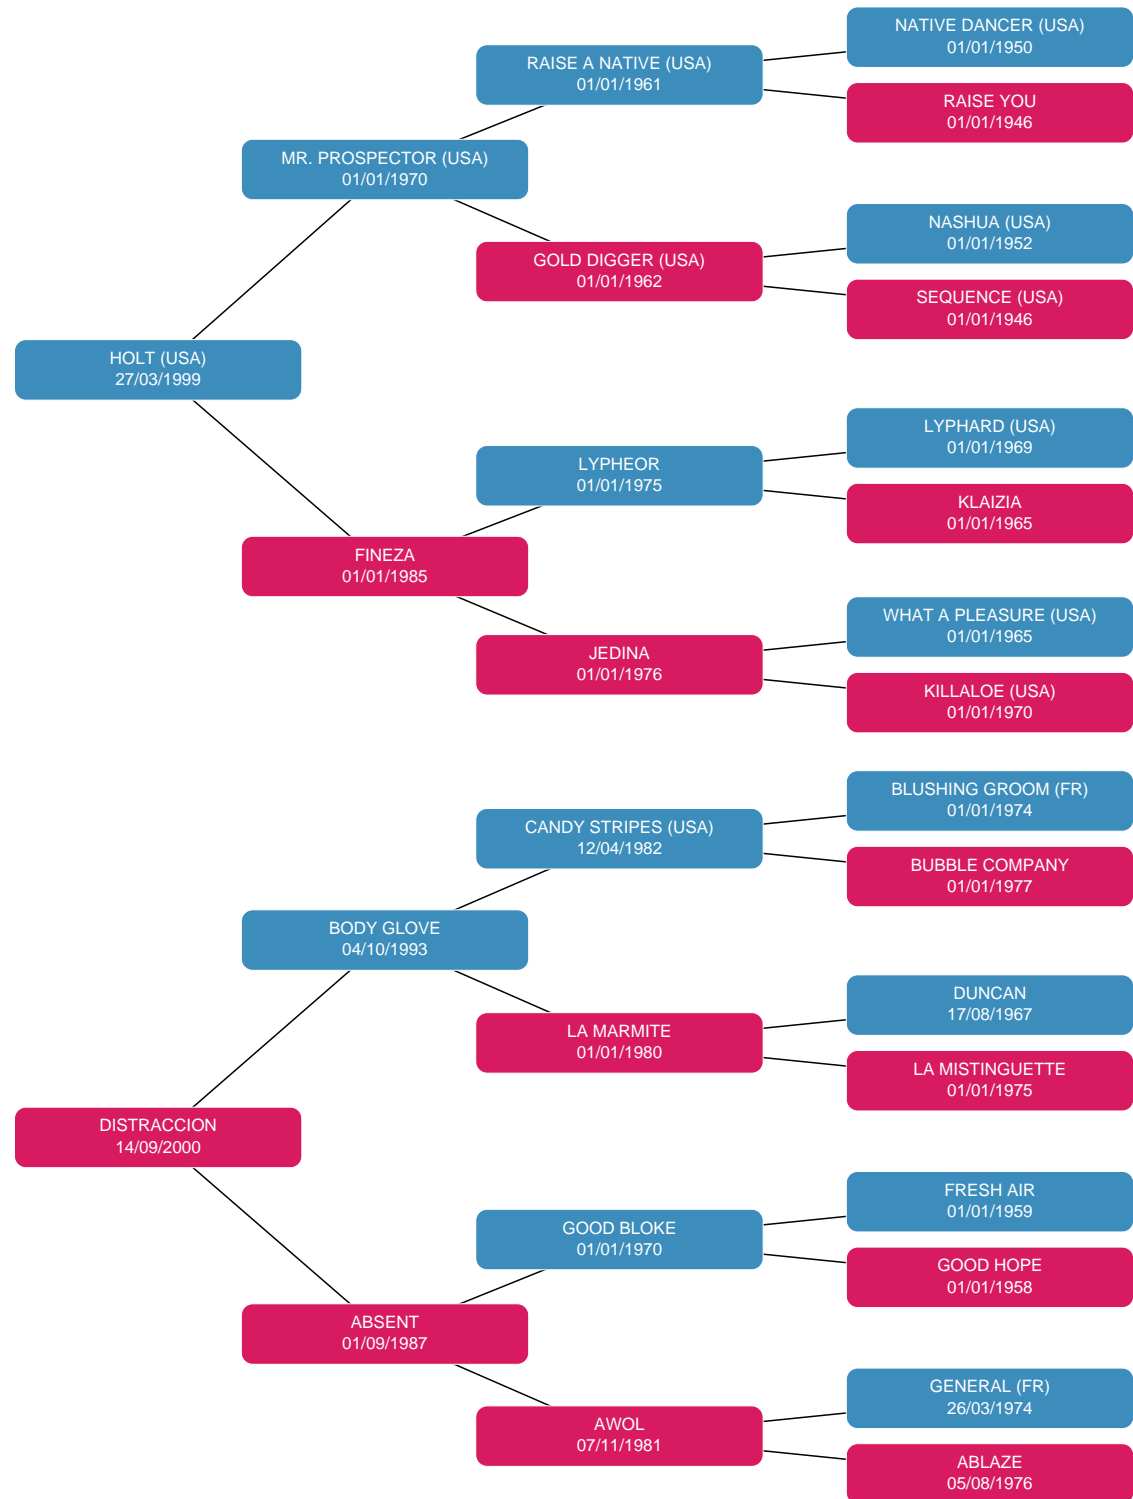 NATIVE DANCER (USA)
01/01/1950
RAISE A NATIVE (USA)
01/01/1961
RAISE YOU
01/01/1946
MR. PROSPECTOR (USA)
01/01/1970
NASHUA (USA)
01/01/1952
GOLD DIGGER (USA)
01/01/1962
SEQUENCE (USA)
01/01/1946
HOLT (USA)
27/03/1999
LYPHARD (USA)
01/01/1969
LYPHEOR
01/01/1975
KLAIZIA
01/01/1965
FINEZA
01/01/1985
WHAT A PLEASURE (USA)
01/01/1965
JEDINA
01/01/1976
KILLALOE (USA)
01/01/1970
BLUSHING GROOM (FR)
01/01/1974
CANDY STRIPES (USA)
12/04/1982
BUBBLE COMPANY
01/01/1977
BODY GLOVE
04/10/1993
DUNCAN
17/08/1967
LA MARMITE
01/01/1980
LA MISTINGUETTE
01/01/1975
DISTRACCION
14/09/2000
FRESH AIR
01/01/1959
GOOD BLOKE
01/01/1970
GOOD HOPE
01/01/1958
ABSENT
01/09/1987
GENERAL (FR)
26/03/1974
AWOL
07/11/1981
ABLAZE
05/08/1976